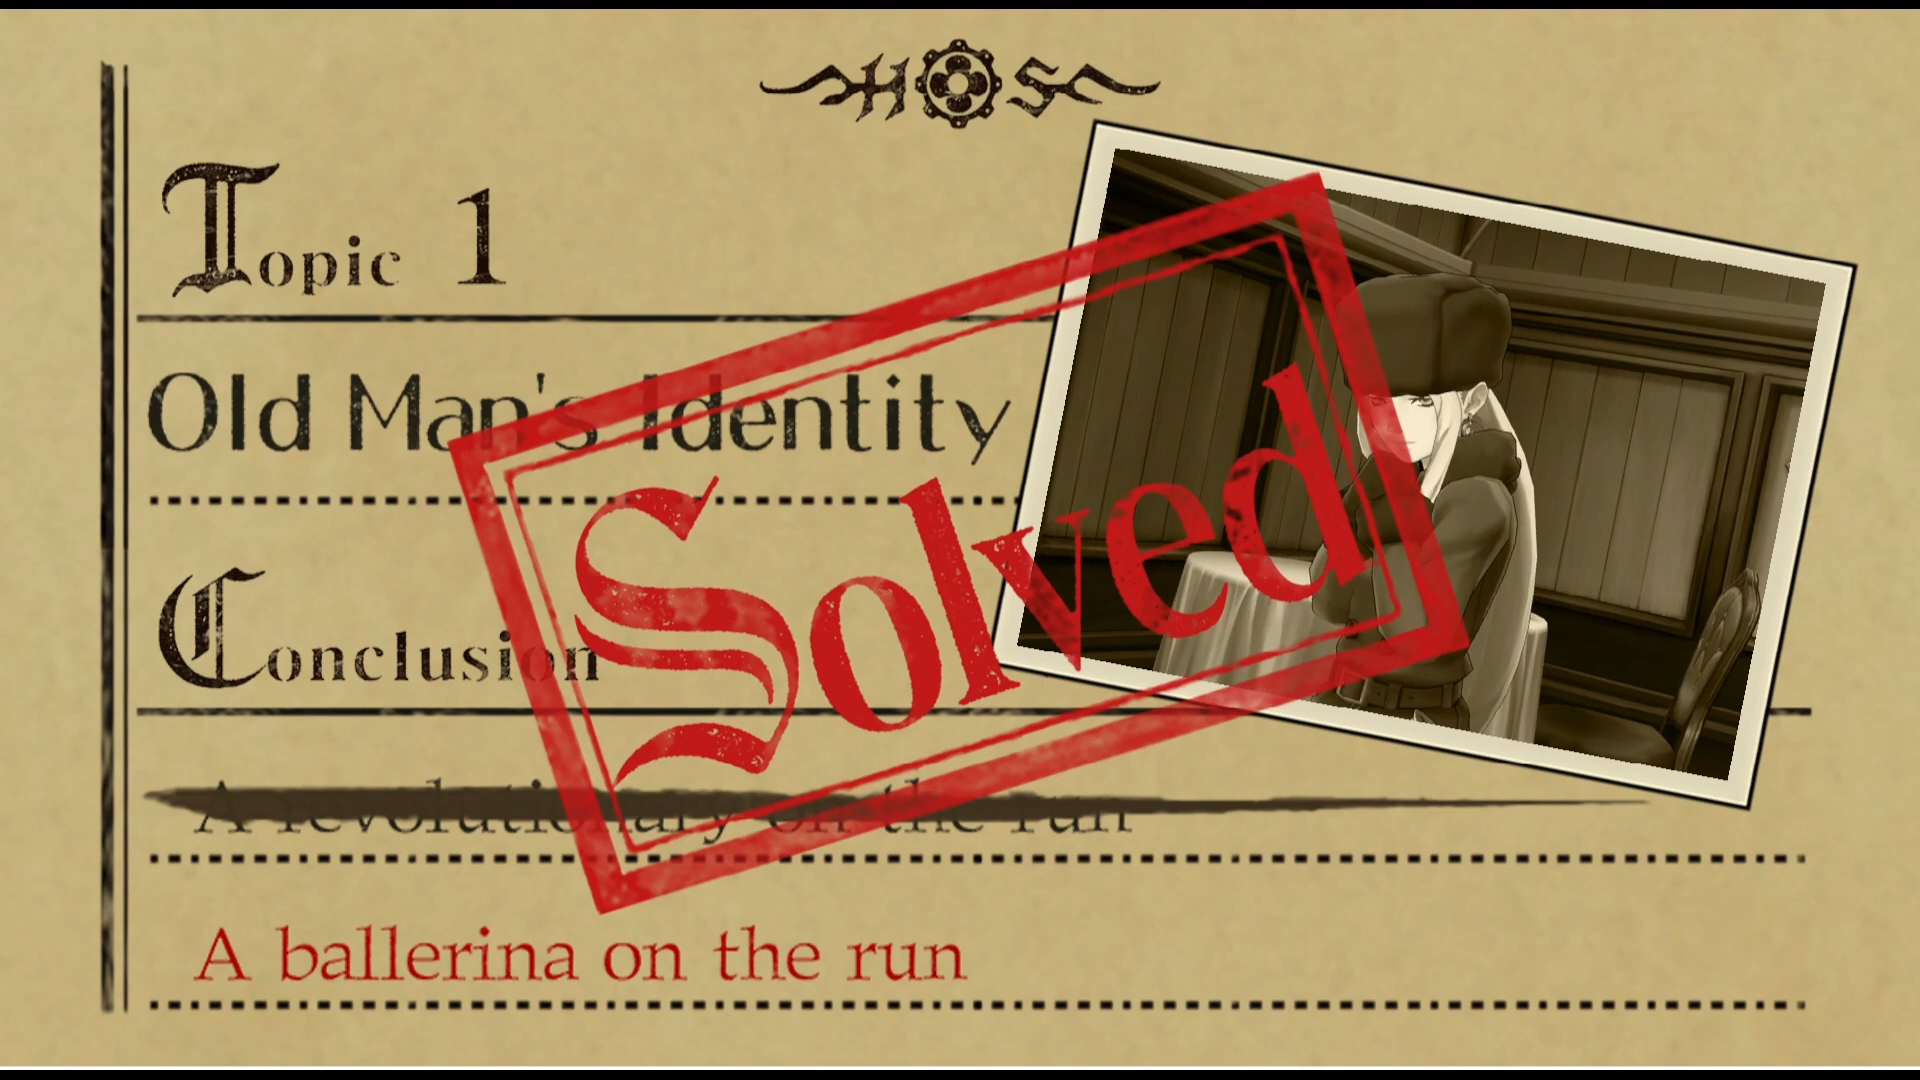 H S
Topic 1
Old Man's Identity
Conclusion
A revolutionary on the run
A ballerina on the run
Solved